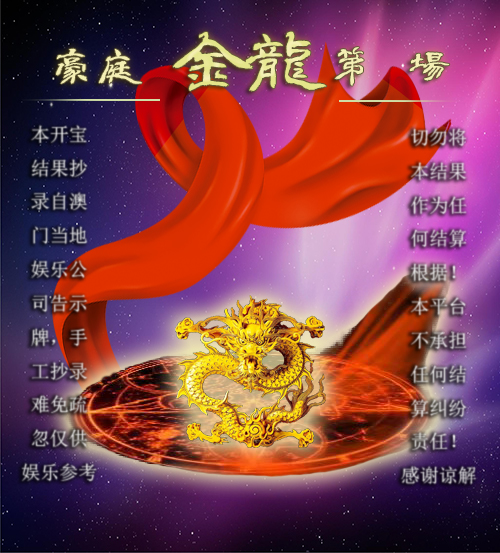 豪庭 金龍 第 場
本开宝
结果抄
录自澳
门当地
娱乐公
司告示
牌，手
工抄录
难免疏
忽仅供
娱乐参考
切勿将
本结果
作为任
何结算
根据！
本平台
不承担
任何结
算纠纷
责任！
感谢谅解